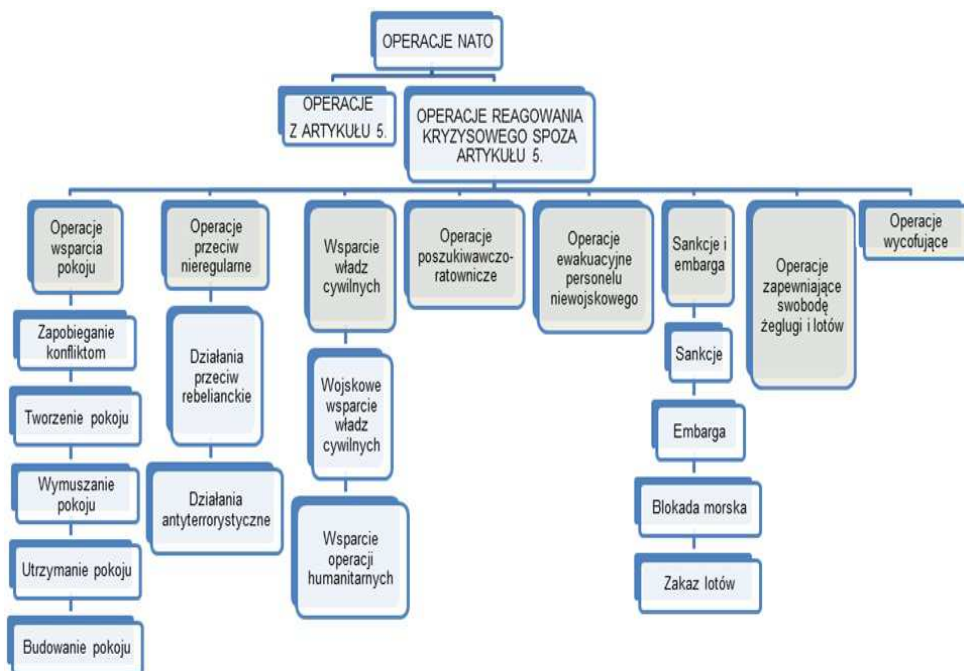 OPERACJE NATO
OPERACJE
Z ARTYKUŁU 5.
OPERACJE REAGOWANIA
KRYZYSOWEGO SPOZA
ARTYKUŁU 5.
Operacje
wsparcia
pokoju
Zapobieganie
konfliktom
Tworzenie pokoju
Wymuszanie
pokoju
Utrzymanie pokoju
Budowanie pokoju
Operacje
przeciw
nieregularne
Działania
przeciw
rebelianckie
Działania
antyterrorystyczne
Wsparcie
władz
cywilnych
Wojskowe
wsparcie
władz
cywilnych
Wsparcie
operacji
humanitarnych
Operacje
poszukiwawczo-
ratownicze
Operacje
ewakuacyjne
personelu
niewojskowego
Sankcje i
embarga
Sankcje
Embarga
Blokada morska
Zakaz lotów
Operacje
zapewniające
swobodę
żeglugi i lotów
Operacje
wycofujące